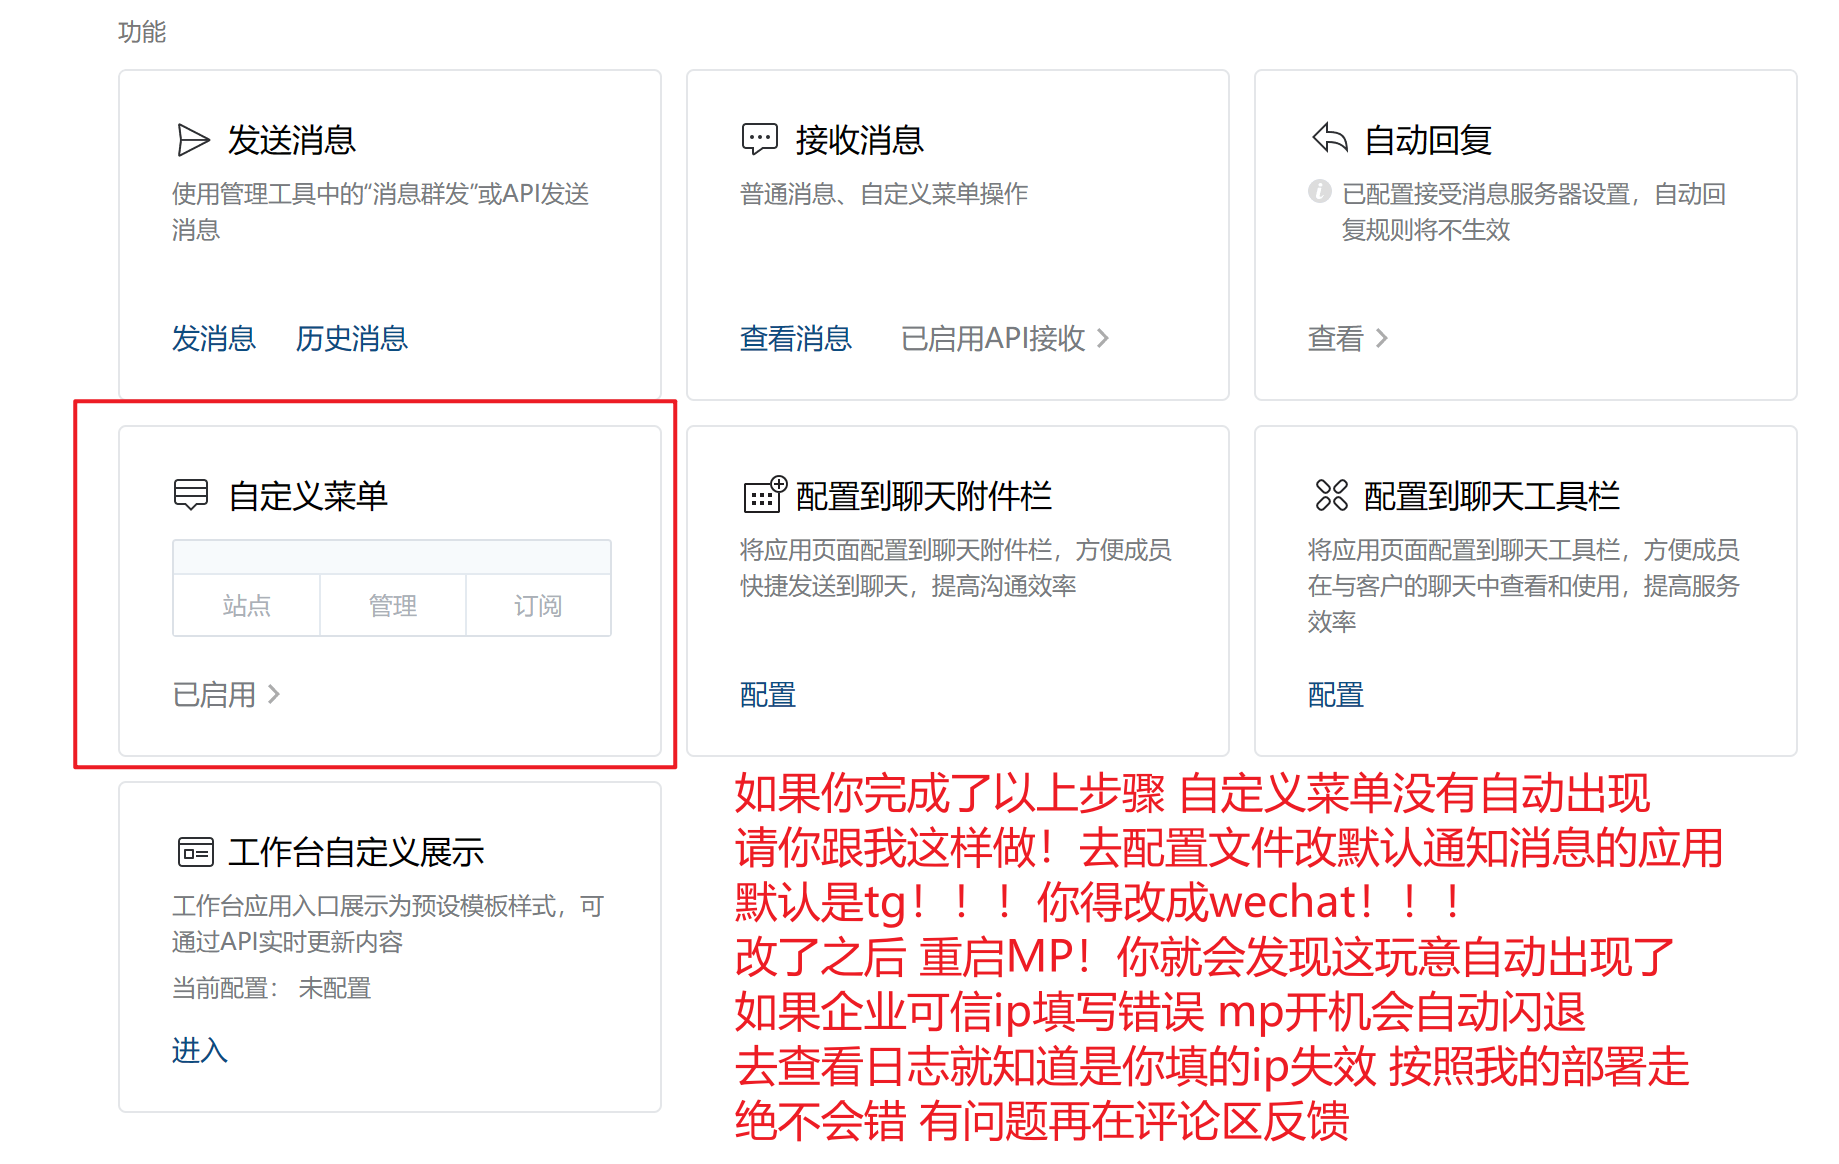 功能
发送消息
使用管理工具中的“消息群发”或API发送
消息
发消息 历史消息
接收消息
普通消息、自定义菜单操作
查看消息 已启用API接收
自动回复
已配置接受消息服务器设置，自动回
复规则将不生效
查看
自定义菜单
站点 管理 订阅
已启用
配置到聊天附件栏
将应用页面配置到聊天附件栏，方便成员
快捷发送到聊天，提高沟通效率
配置
配置到聊天工具栏
将应用页面配置到聊天工具栏，方便成员
在与客户的聊天中查看和使用，提高服务
效率
配置
工作台自定义展示
工作台应用入口展示为预设模板样式，可
通过API实时更新内容
当前配置： 未配置
进入
如果你完成了以上步骤 自定义菜单没有自动出现
请你跟我这样做！去配置文件改默认通知消息的应用
默认是tg！！！你得改成wechat！！！
改了之后 重启MP！你就会发现这玩意自动出现了
如果企业可信ip填写错误 mp开机会自动闪退
去查看日志就知道是你填的ip失效 按照我的部署走
绝不会错 有问题再在评论区反馈